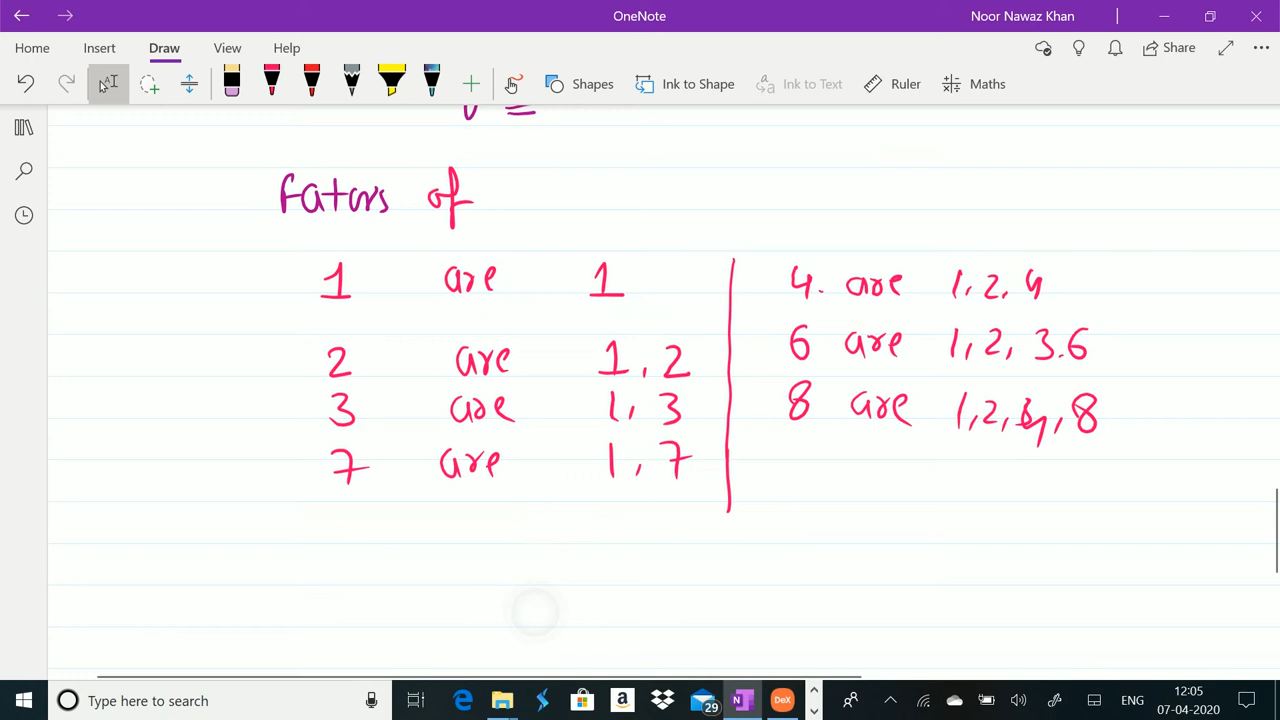 OneNote
Noor Nawaz Khan
Home Insert Draw View Help
Share
Shapes Ink to Shape Ink to Text Ruler Maths
Fators of
1 are 1
2 are 1, 2
3 are 1, 3
7 are 1, 7
4. are 1, 2, 4
6 are 1, 2, 3.6
8 are 1, 2, 4, 8
Type here to search
29
ENG
12:05
07-04-2020